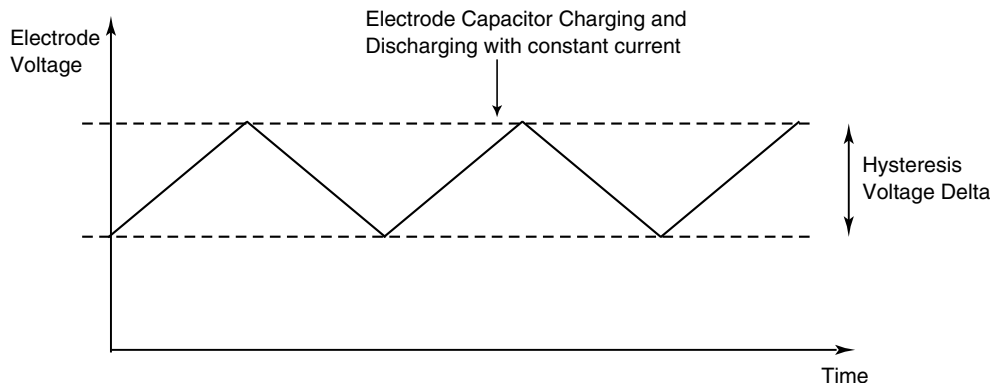 Electrode Capacitor Charging and
Discharging with constant current
Electrode
Voltage
Hysteresis
Voltage Delta
Time